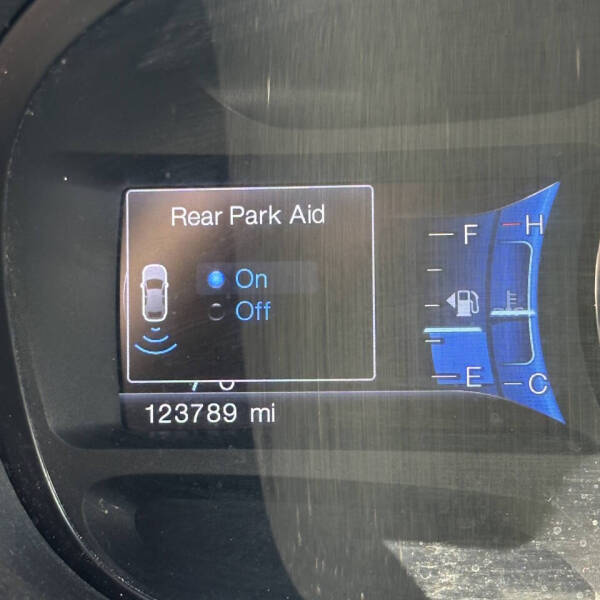 Rear Park Aid
On
Off
123789 mi
F
E
H
C